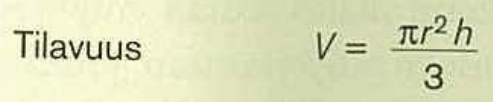 Tilavuus V = πr²h / 3